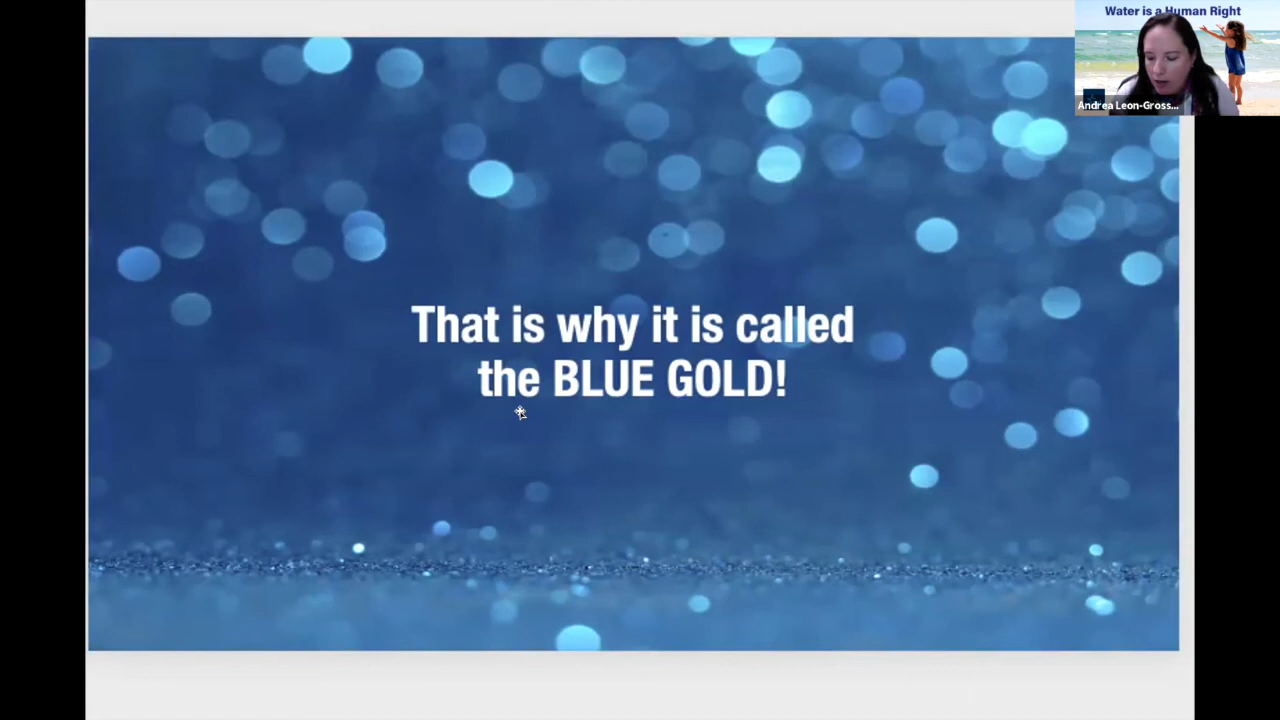 Water is a Human Right
Andrea Leon-Gross...
That is why it is called
the BLUE GOLD!